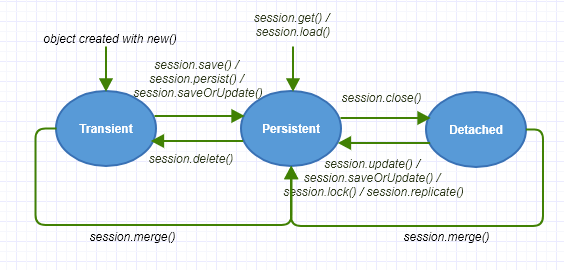 session.get() /
session.load()
object created with new()
session.save() /
session.persist() /
session.saveOrUpdate()
session.close()
Transient
Persistent
Detached
session.delete()
session.update() /
session.saveOrUpdate() /
session.lock() / session.replicate()
session.merge()
session.merge()